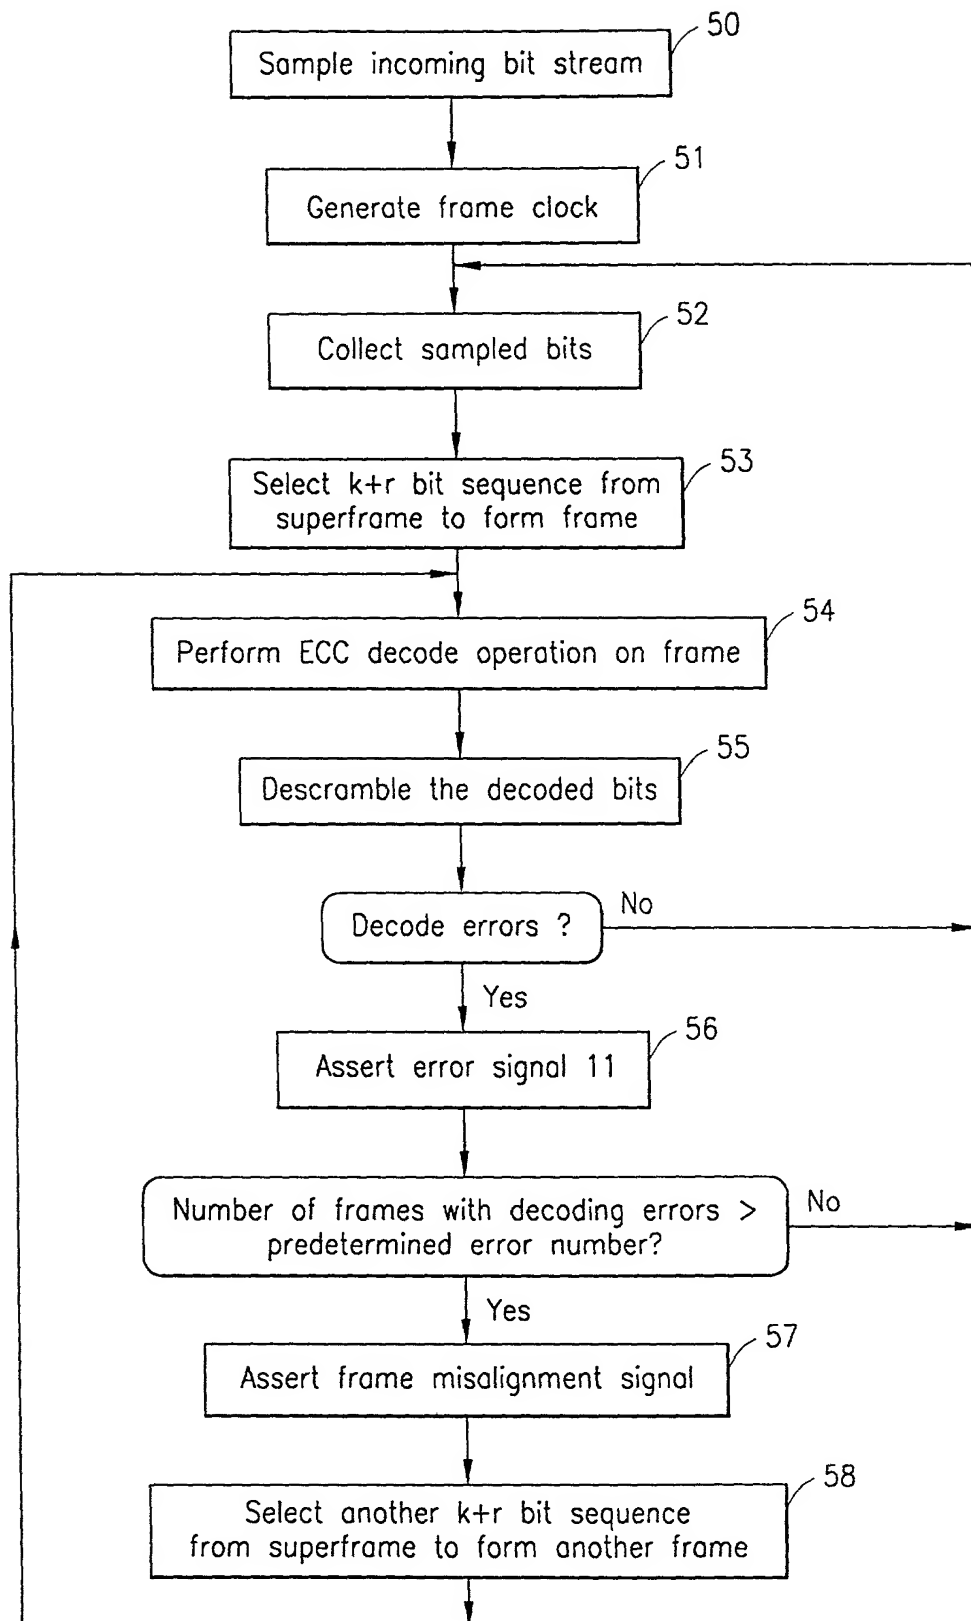 50
Sample incoming bit stream
51
Generate frame clock
52
Collect sampled bits
53
Select k+r bit sequence from
superframe to form frame
54
Perform ECC decode operation on frame
55
Descramble the decoded bits
Decode errors ?
No
Yes
56
Assert error signal 11
Number of frames with decoding errors >
predetermined error number?
No
Yes
57
Assert frame misalignment signal
58
Select another k+r bit sequence
from superframe to form another frame